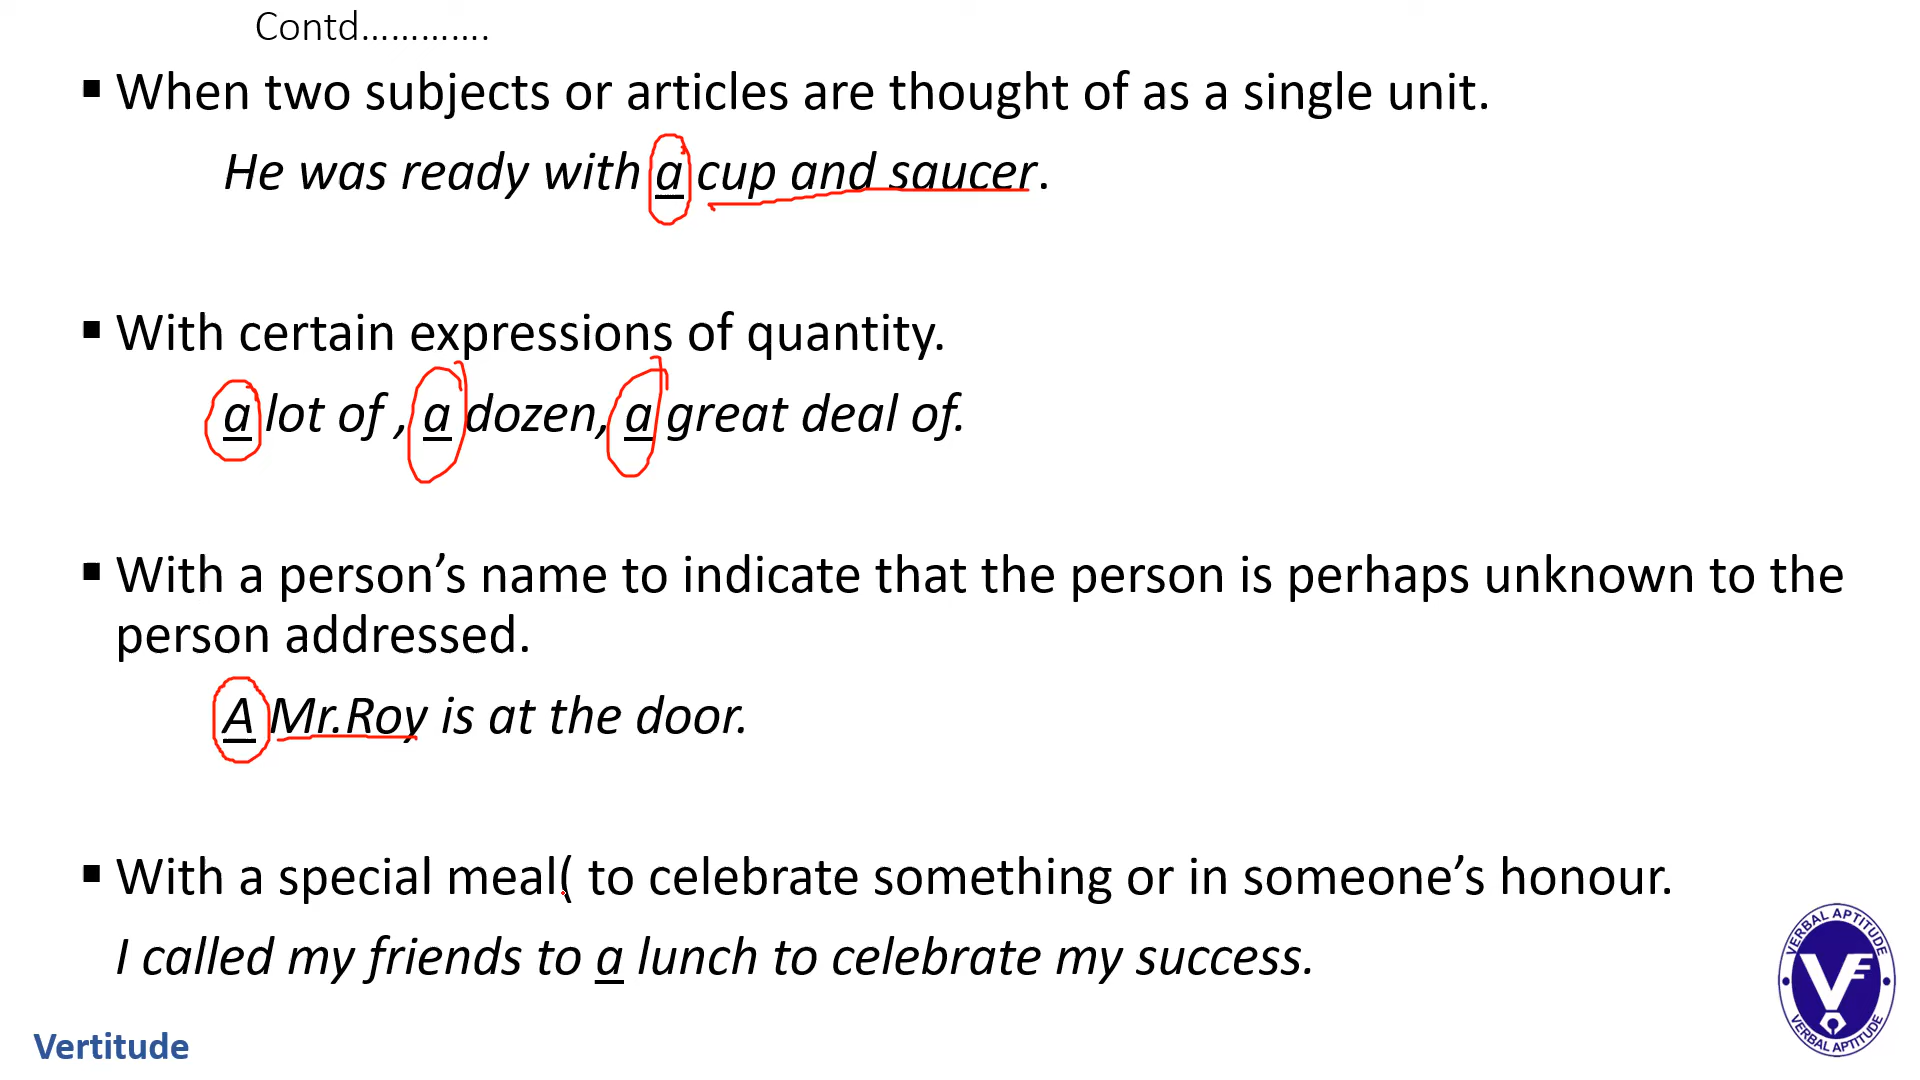 Contd.............
▪ When two subjects or articles are thought of as a single unit.
He was ready with a cup and saucer.
▪ With certain expressions of quantity.
a lot of , a dozen, a great deal of.
▪ With a person’s name to indicate that the person is perhaps unknown to the
person addressed.
A Mr.Roy is at the door.
▪ With a special meal( to celebrate something or in someone’s honour.
I called my friends to a lunch to celebrate my success.
Vertitude
VERBAL APTITUDE
VE
VERBAL APTITUDE